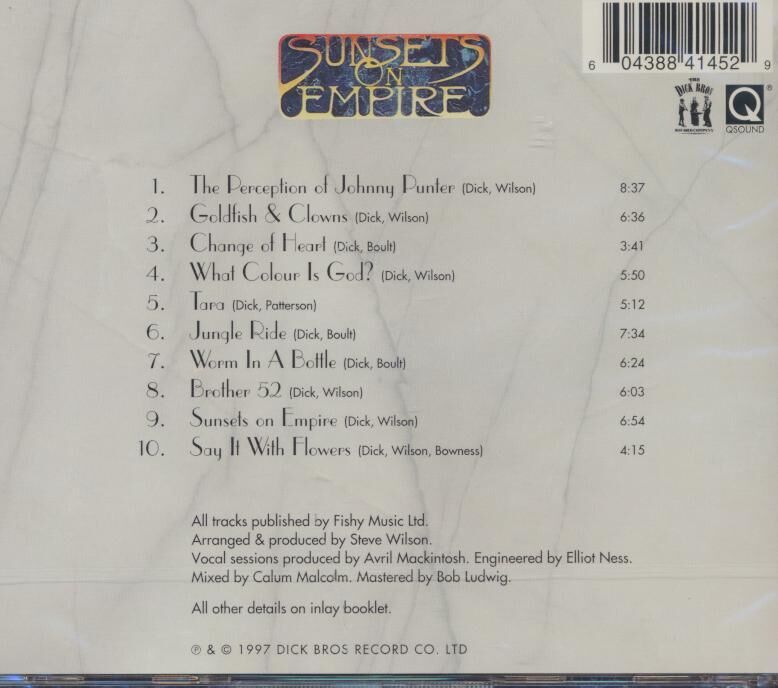 SUNSETS
ON
EMPIRE
6 04388 41452 9
THE
DICK BROS
RECORD COMPANY
Q ®
QSOUND
1. The Perception of Johnny Punter (Dick, Wilson) 8:37
2. Goldfish & Clowns (Dick, Wilson) 6:36
3. Change of Heart (Dick, Boult) 3:41
4. What Colour Is God? (Dick, Wilson) 5:50
5. Tara (Dick, Patterson) 5:12
6. Jungle Ride (Dick, Boult) 7:34
7. Worm In A Bottle (Dick, Boult) 6:24
8. Brother 52 (Dick, Wilson) 6:03
9. Sunsets on Empire (Dick, Wilson) 6:54
10. Say It With Flowers (Dick, Wilson, Bowness) 4:15
All tracks published by Fishy Music Ltd.
Arranged & produced by Steve Wilson.
Vocal sessions produced by Avril Mackintosh. Engineered by Elliot Ness.
Mixed by Calum Malcolm. Mastered by Bob Ludwig.
All other details on inlay booklet.
℗ & © 1997 DICK BROS RECORD CO. LTD